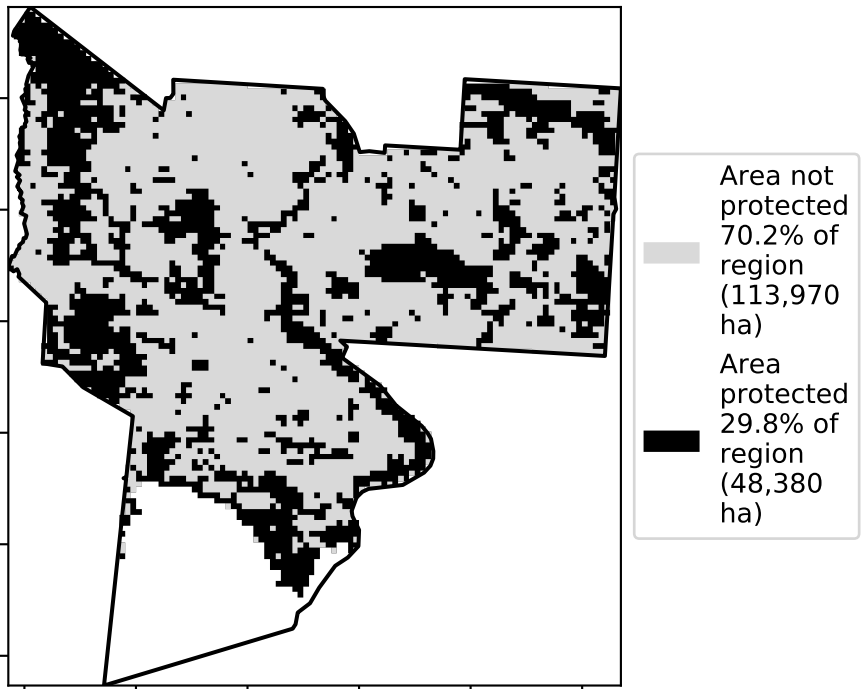 Area not
protected
70.2% of
region
(113,970
ha)
Area
protected
29.8% of
region
(48,380
ha)